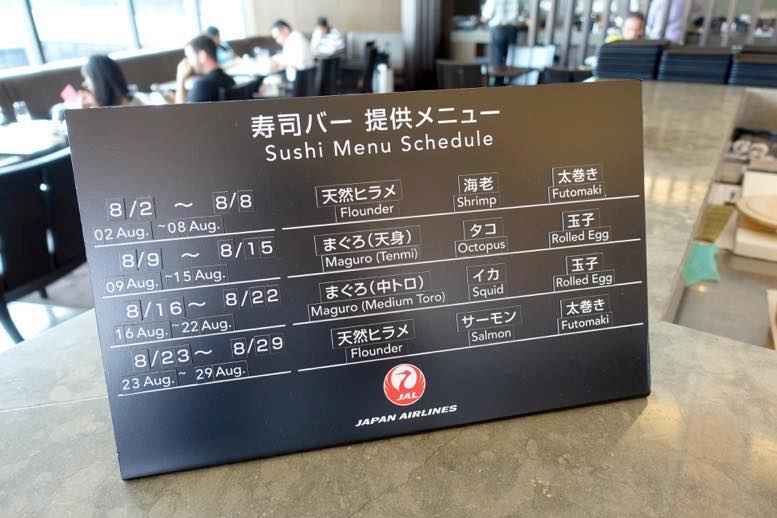 寿司バー 提供メニュー
Sushi Menu Schedule
8/2 ～ 8/8 天然ヒラメ 海老 太巻き
02 Aug. ~08 Aug. Flounder Shrimp Futomaki
8/9 ～ 8/15 まぐろ(天身) タコ 玉子
09 Aug. ~15 Aug. Maguro (Tenmi) Octopus Rolled Egg
8/16～ 8/22 まぐろ(中トロ) イカ 玉子
16 Aug. ~22 Aug. Maguro (Medium Toro) Squid Rolled Egg
8/23～ 8/29 天然ヒラメ サーモン 太巻き
23 Aug. ~ 29 Aug. Flounder Salmon Futomaki
JAL
JAPAN AIRLINES